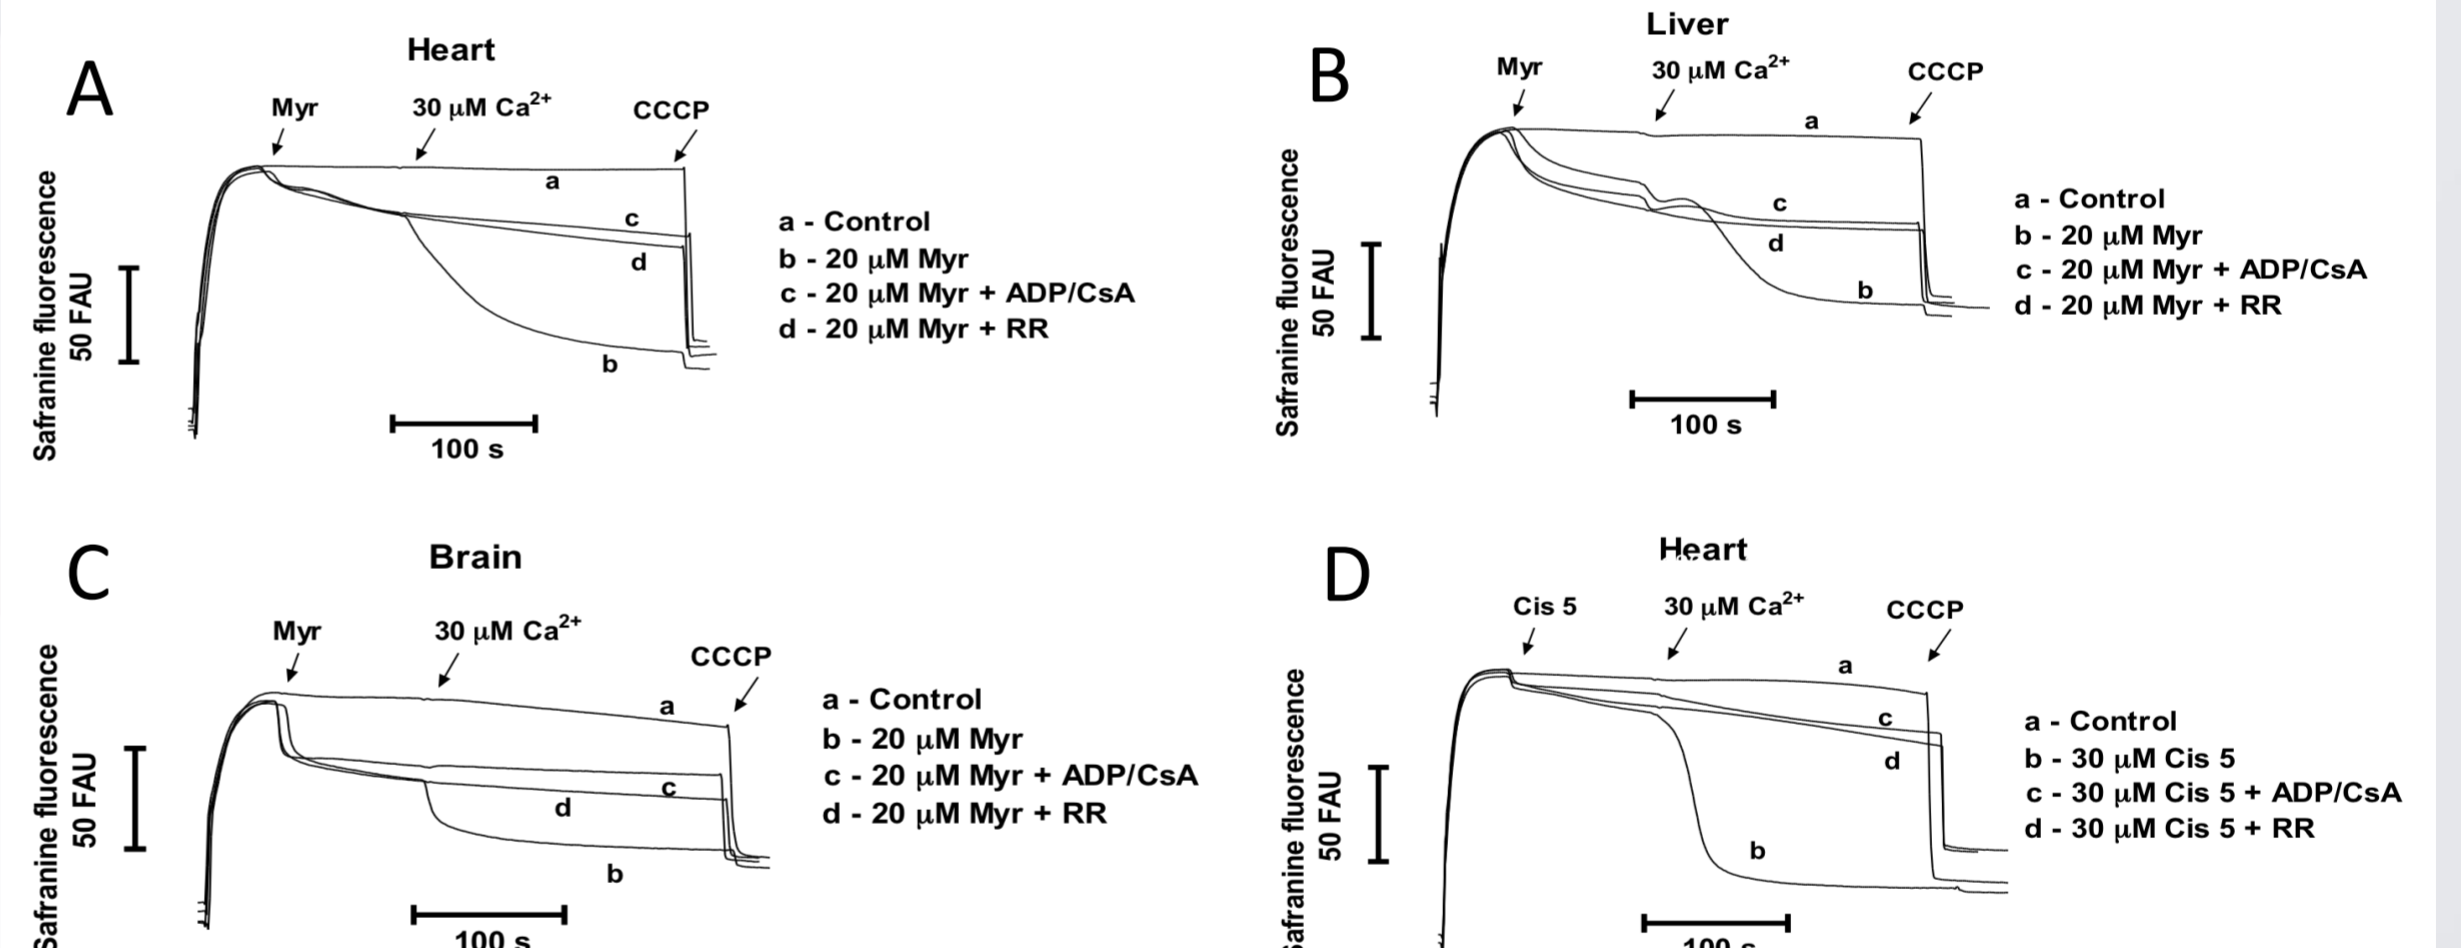 A
Heart
Myr
30 μM Ca²⁺
CCCP
Safranine fluorescence
50 FAU
a
c
d
b
100 s
a - Control
b - 20 μM Myr
c - 20 μM Myr + ADP/CsA
d - 20 μM Myr + RR
B
Liver
Myr
30 μM Ca²⁺
CCCP
Safranine fluorescence
50 FAU
a
c
d
b
100 s
a - Control
b - 20 μM Myr
c - 20 μM Myr + ADP/CsA
d - 20 μM Myr + RR
C
Brain
Myr
30 μM Ca²⁺
CCCP
Safranine fluorescence
50 FAU
a
c
d
b
100 s
a - Control
b - 20 μM Myr
c - 20 μM Myr + ADP/CsA
d - 20 μM Myr + RR
D
Heart
Cis 5
30 μM Ca²⁺
CCCP
Safranine fluorescence
50 FAU
a
c
d
b
100 s
a - Control
b - 30 μM Cis 5
c - 30 μM Cis 5 + ADP/CsA
d - 30 μM Cis 5 + RR